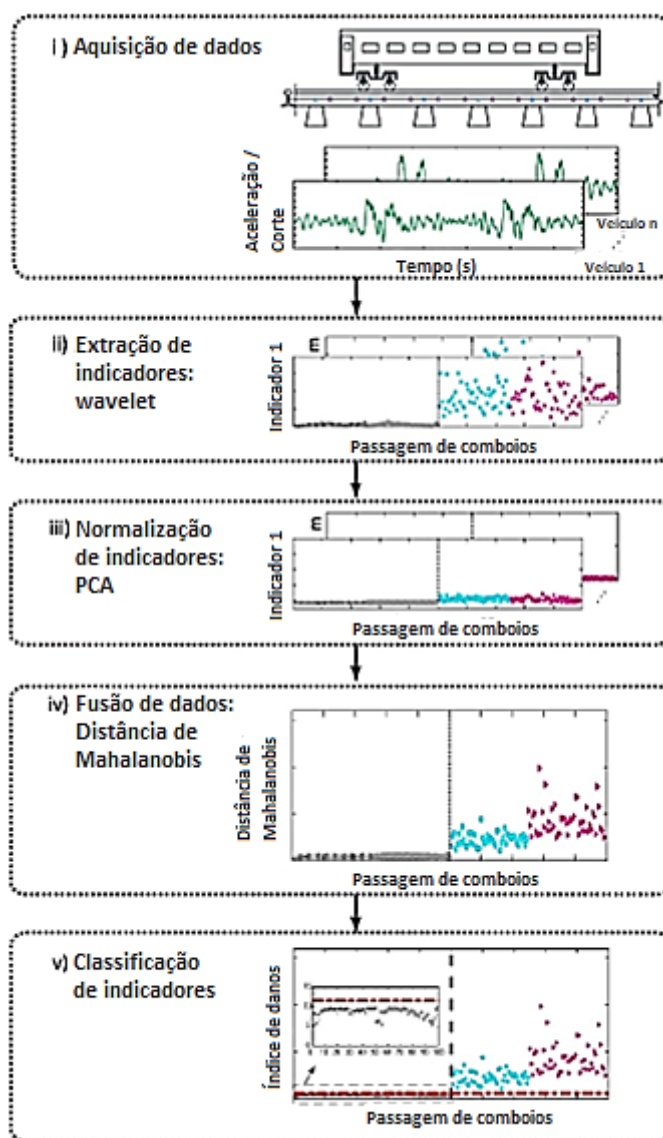 i) Aquisição de dados
Aceleração /
Corte
Tempo (s)
Veículo n
Veículo 1
ii) Extração de
indicadores:
wavelet
Indicador 1
m
Passagem de comboios
iii) Normalização
de indicadores:
PCA
Indicador 1
m
Passagem de comboios
iv) Fusão de dados:
Distância de
Mahalanobis
Distância de
Mahalanobis
Passagem de comboios
v) Classificação
de indicadores
Índice de danos
Passagem de comboios